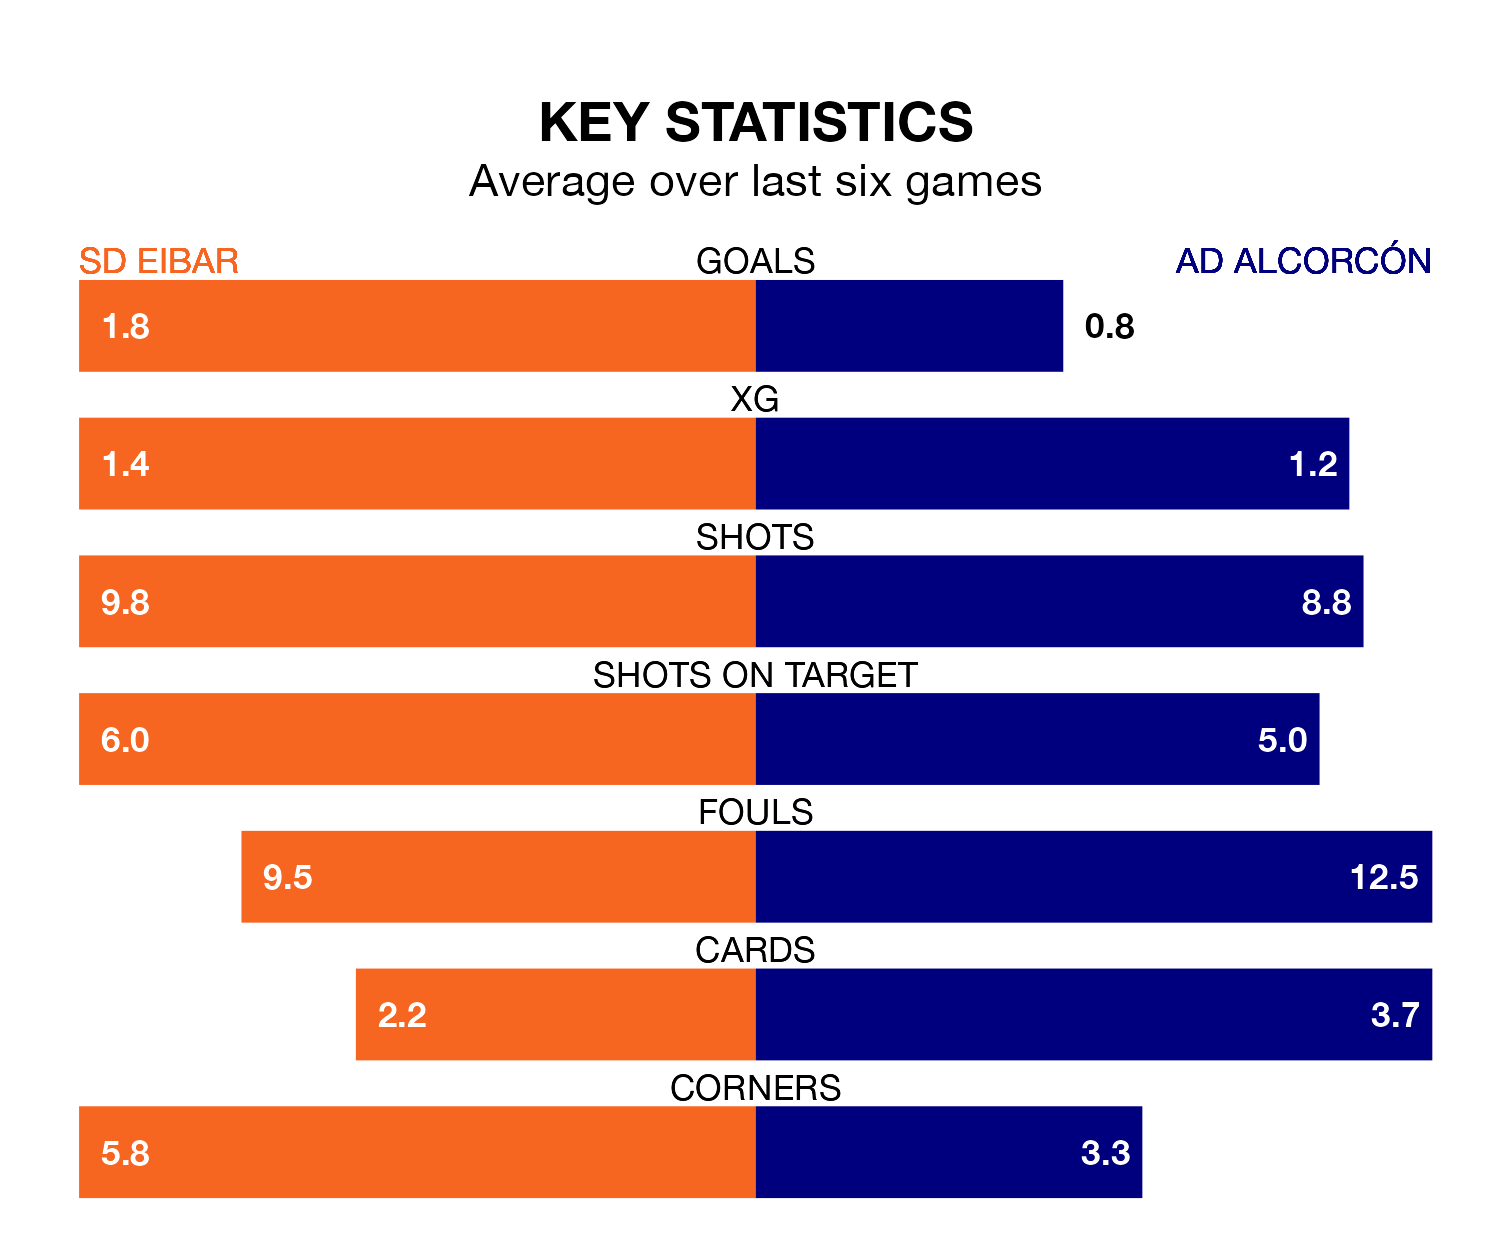 KEY STATISTICS
Average over last six games
SD EIBAR GOALS AD ALCORCÓN
1.8 0.8
XG
1.4 1.2
SHOTS
9.8 8.8
SHOTS ON TARGET
6.0 5.0
FOULS
9.5 12.5
CARDS
2.2 3.7
CORNERS
5.8 3.3